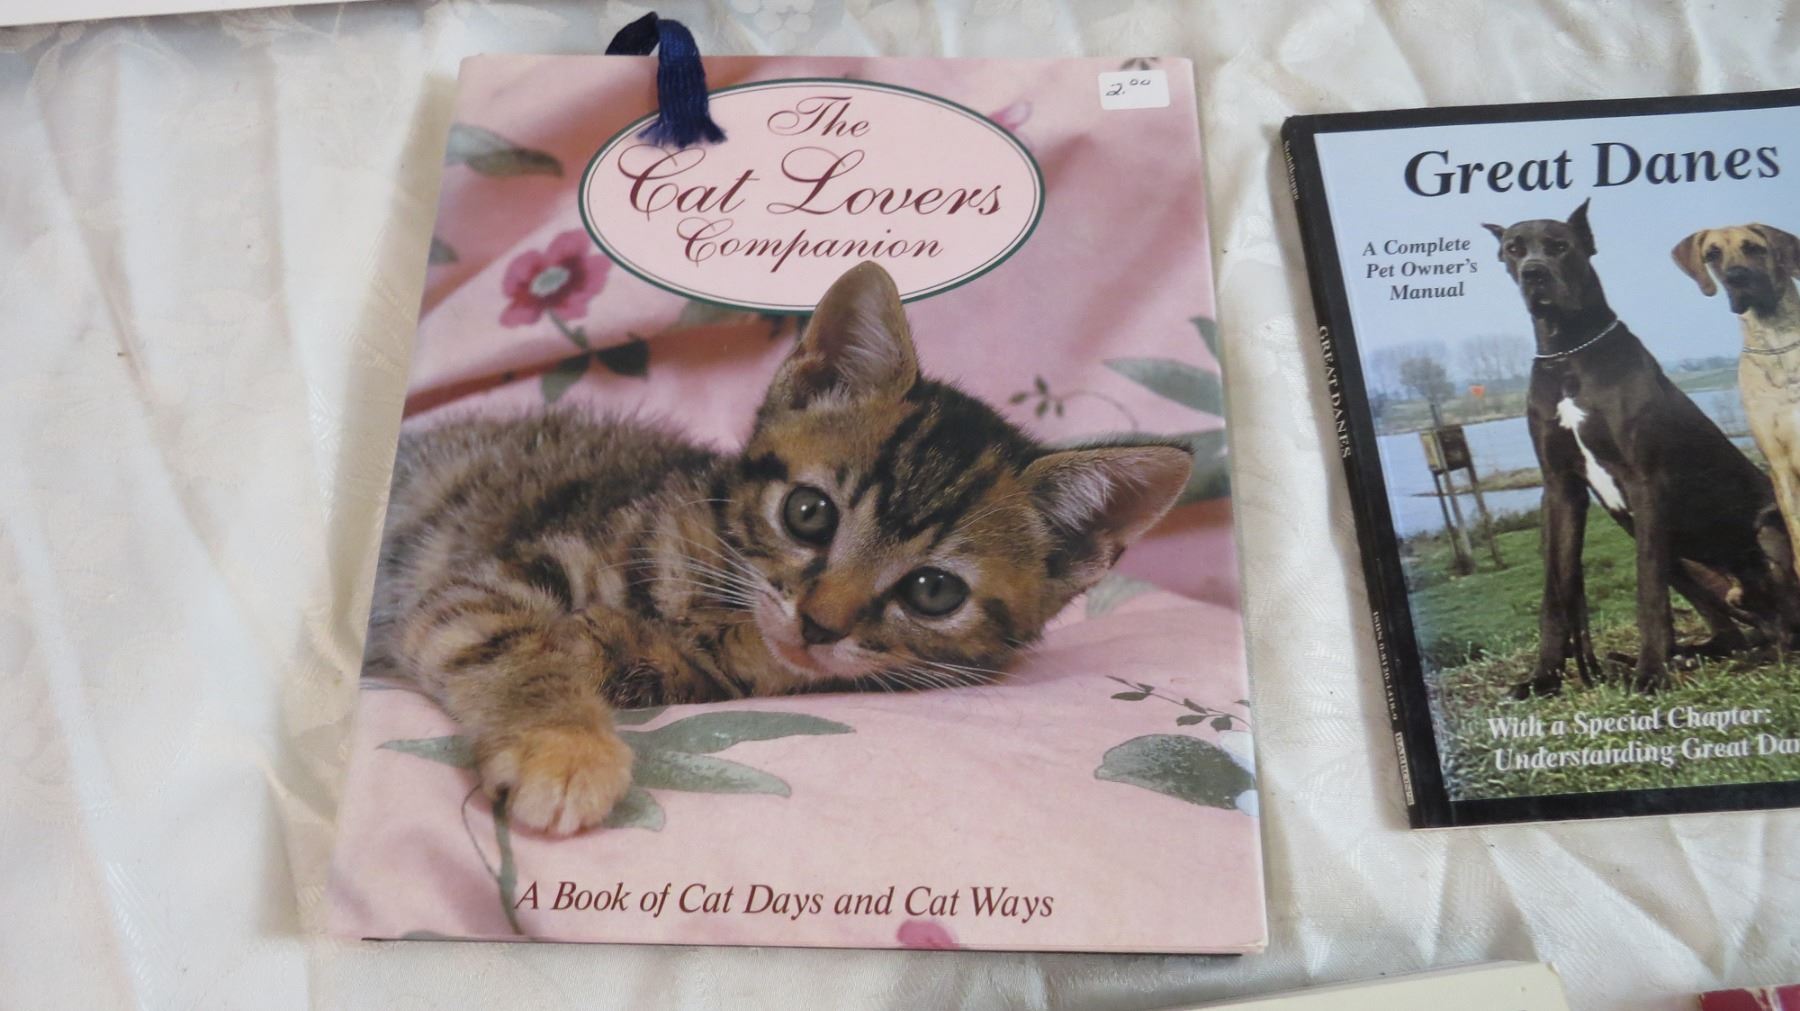 The
Cat Lovers
Companion
2.00
A Book of Cat Days and Cat Ways
Great Danes
A Complete
Pet Owner's
Manual
With a Special Chapter:
Understanding Great Dan
GREAT DANES
BARRON'S